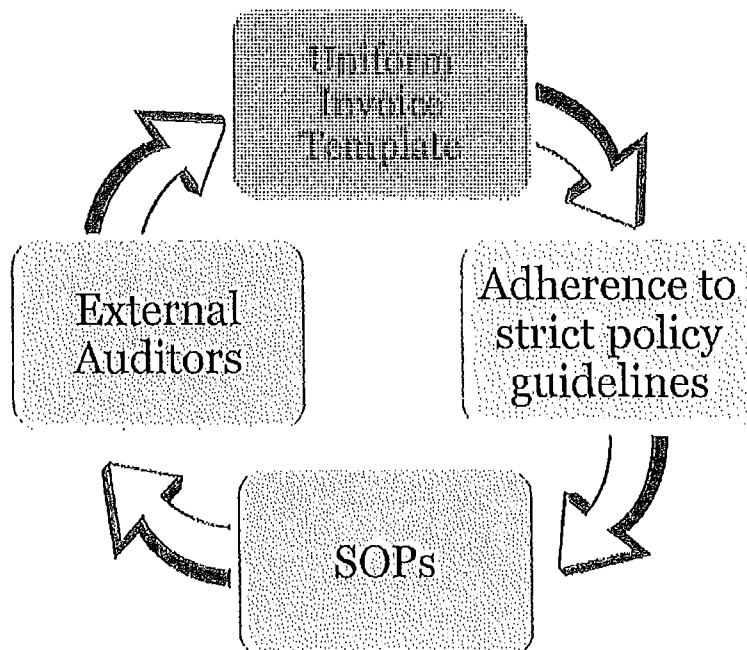 Uniform
Invoice
Template
Adherence to
strict policy
guidelines
SOPs
External
Auditors